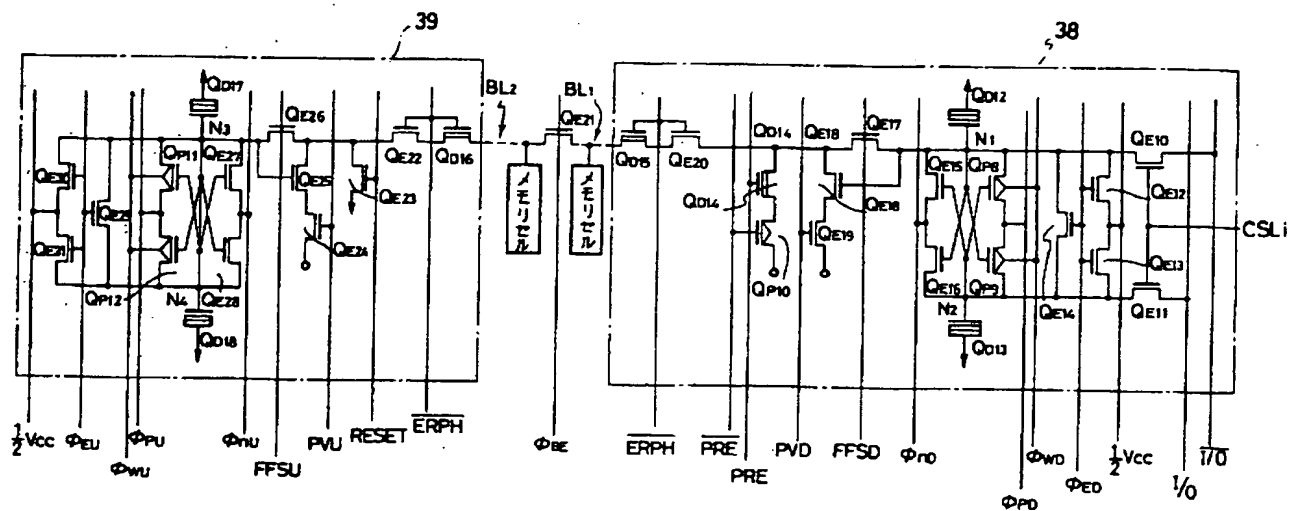 39
38
QD17
QE26
BL2
BL1
QE21
QD12
N3
QE17
N1
QD14
QE18
QE10
QP11
QE27
QE22
QD16
QD15
QE20
QE15
QP8
QE30
QE25
QE23
QE12
QE29
QD14
QE18
CSLi
QE24
メモリセル
メモリセル
QE19
QE13
QP12
N4
QE28
QP10
QE16
QP9
QE14
QE11
N2
QD18
QD13
½Vcc
ΦEU
ΦPU
ΦnU
PVU
RESET
ERPH
ERPH
PRE
PVD
FFSD
ΦnD
ΦWD
½Vcc
I/O
ΦWU
FFSU
ΦBE
PRE
ΦPD
ΦED
I/O